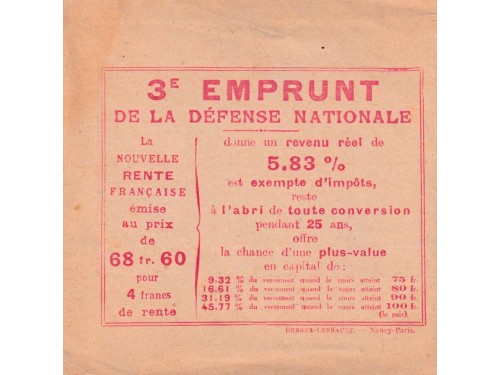 3E EMPRUNT
DE LA DÉFENSE NATIONALE
La
NOUVELLE
RENTE
FRANÇAISE
émise
au prix
de
68 fr. 60
pour
4 francs
de rente
donne un revenu réel de
5.83 %
est exempte d'impôts,
reste
à l'abri de toute conversion
pendant 25 ans,
offre
la chance d'une plus-value
en capital de :
9.32 % du versement quand le cours atteint 75 fr.
16.61 % du versement quand le cours atteint 80 fr.
31.19 % du versement quand le cours atteint 90 fr.
45.77 % du versement quand le cours atteint 100 fr.
(le pair).
BERGER-LEVRAULT. — Nancy-Paris.